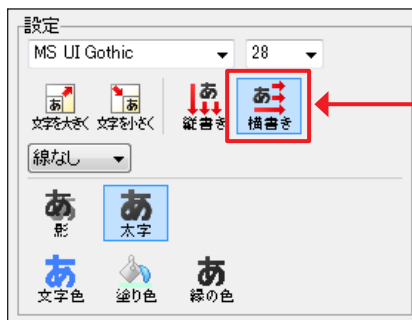 設定
MS UI Gothic 28
あ あ あ あ
文字を大きく 文字を小さく 縦書き 横書き
線なし
あ あ
影 太字
あ あ
文字色 塗り色 縁の色